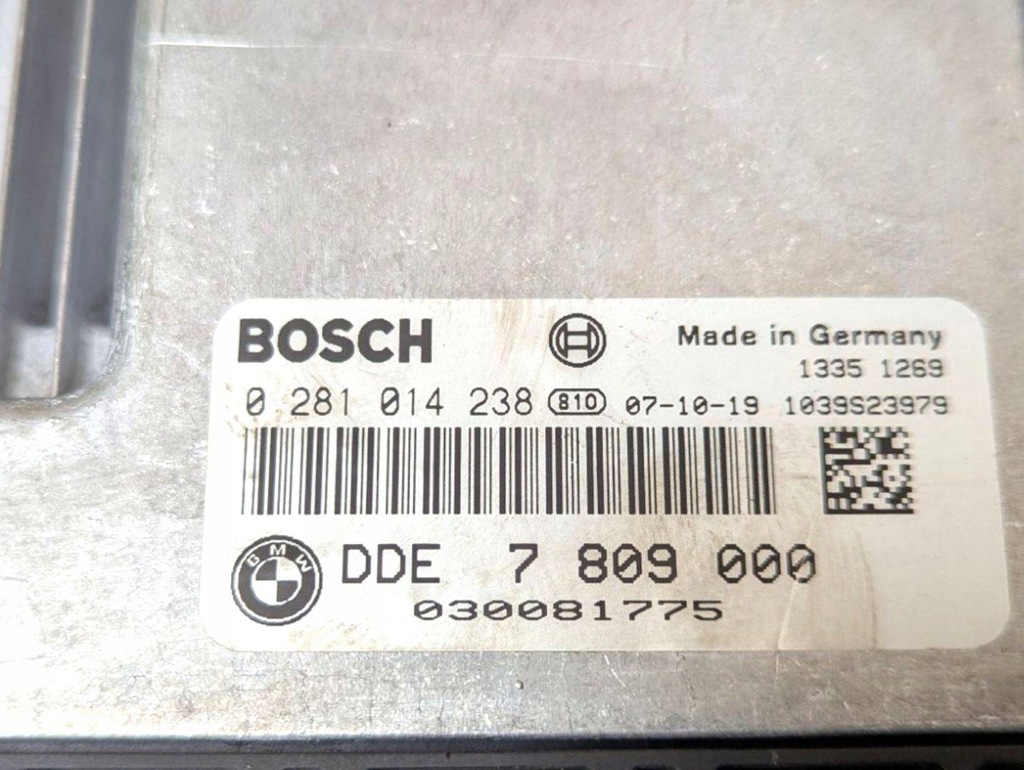 BOSCH Made in Germany
1335 1269
0 281 014 238 810 07-10-19 1039S23979
BMW DDE 7 809 000
030081775